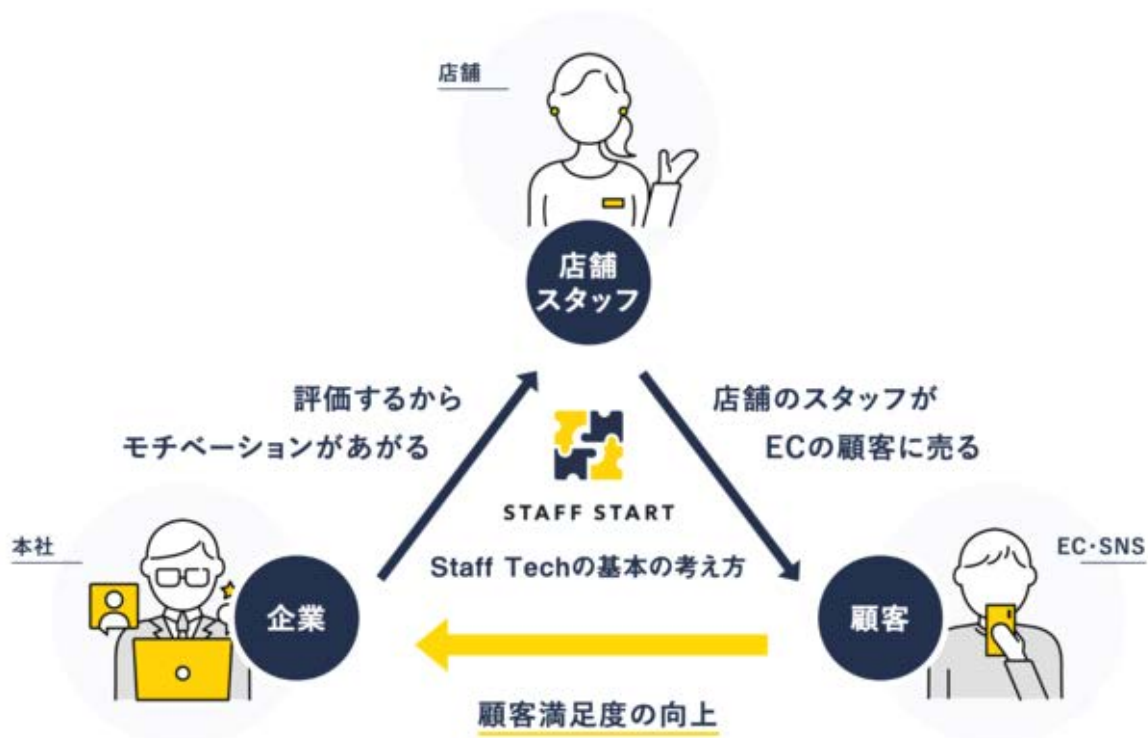 店舗
店舗
スタッフ
評価するから
モチベーションがあがる
店舗のスタッフが
ECの顧客に売る
STAFF START
Staff Techの基本の考え方
本社
企業
EC・SNS
顧客
顧客満足度の向上